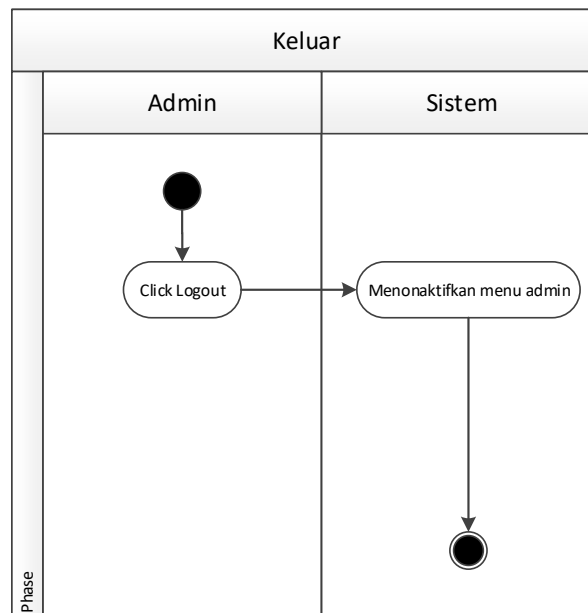 Keluar
Admin
Sistem
Click Logout
Menonaktifkan menu admin
Phase